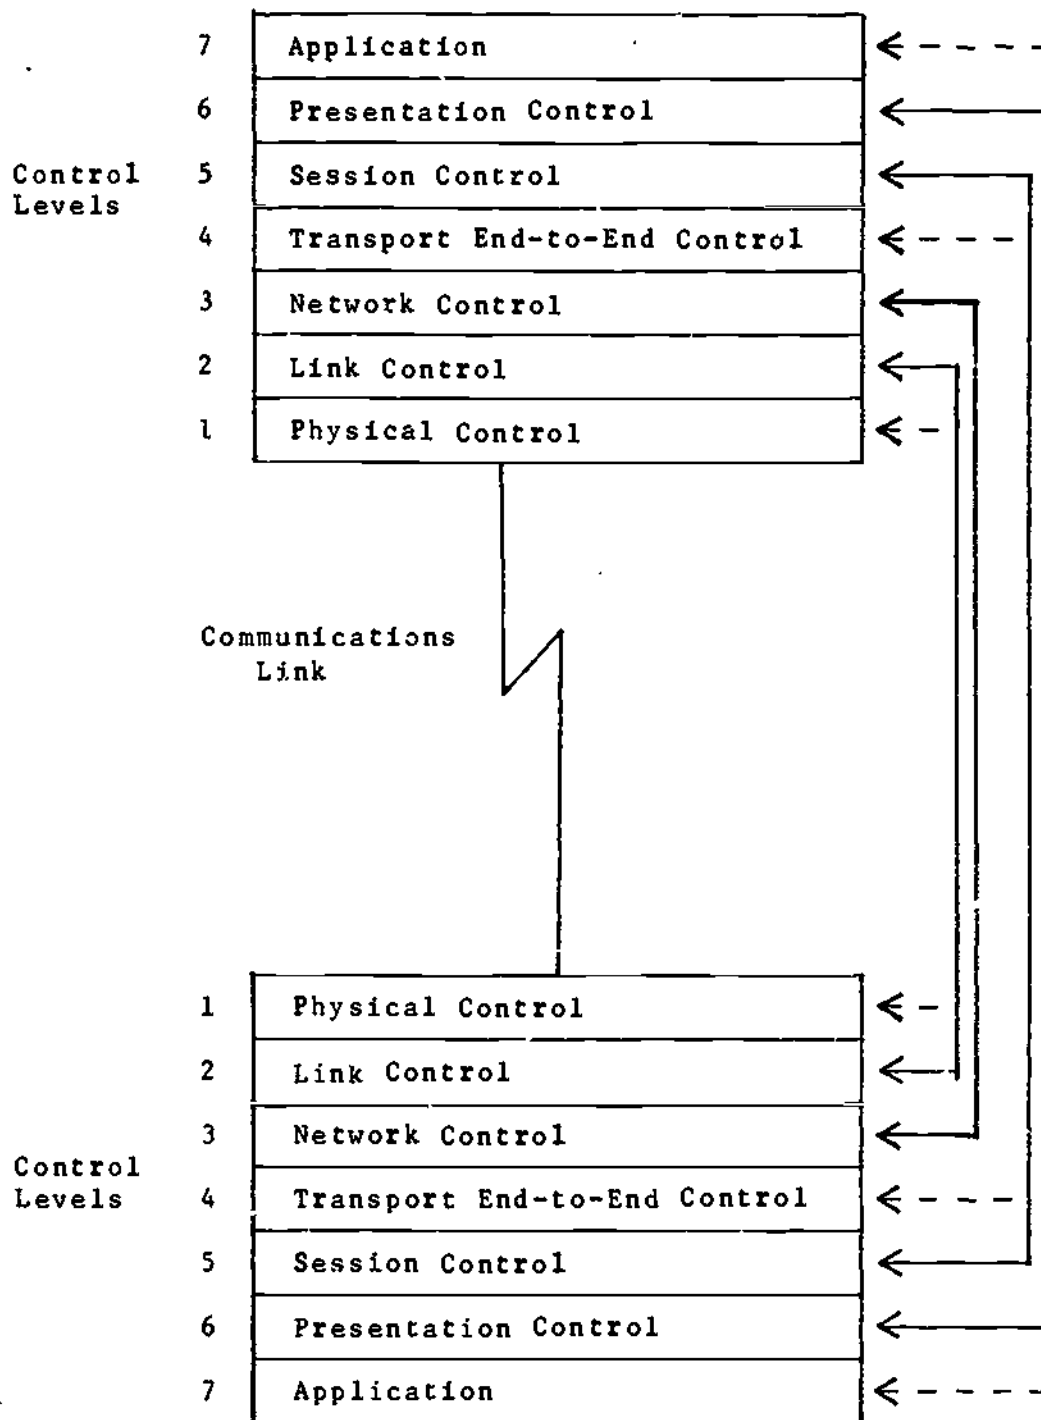 7 Application
6 Presentation Control
Control Levels
5 Session Control
4 Transport End-to-End Control
3 Network Control
2 Link Control
1 Physical Control
Communications
Link
1 Physical Control
2 Link Control
3 Network Control
Control Levels
4 Transport End-to-End Control
5 Session Control
6 Presentation Control
7 Application